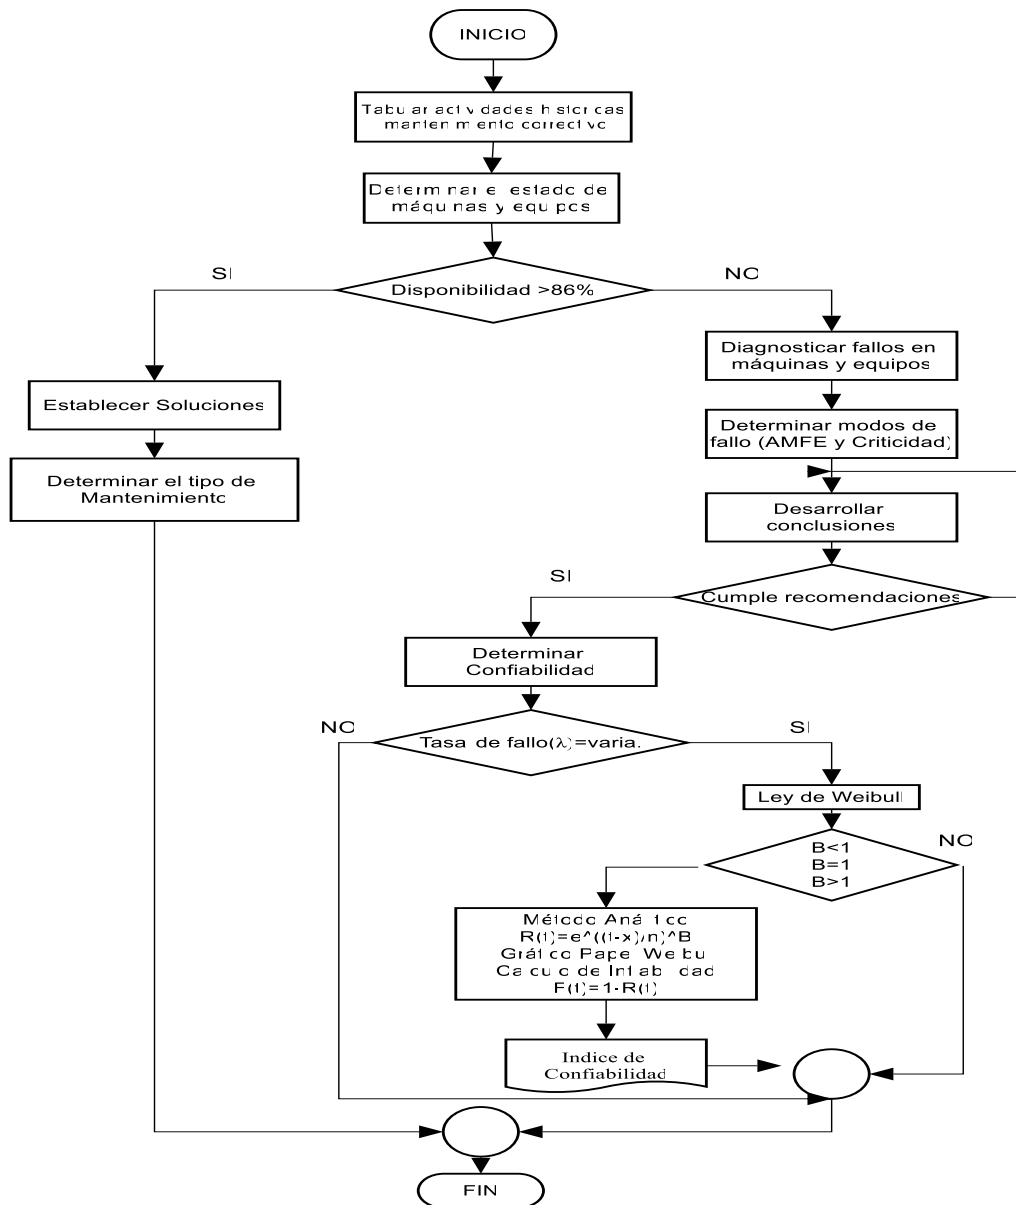 INICIO
Tabular actividades historicas
mantenimiento correctivo
Determinar el estado de
máquinas y equipos
SI
NO
Disponibilidad >86%
Diagnosticar fallos en
máquinas y equipos
Establecer Soluciones
Determinar modos de
fallo (AMFE y Criticidad)
Determinar el tipo de
Mantenimiento
Desarrollar
conclusiones
SI
Cumple recomendaciones
Determinar
Confiabilidad
NO
SI
Tasa de fallo(λ)=varia.
Ley de Weibull
NO
B<1
B=1
B>1
Método Analítico
R(t)=e^((t-x)/n)^B
Gráfico Papel Weibull
Calculo de Infiabilidad
F(t)=1-R(t)
Indice de
Confiabilidad
FIN